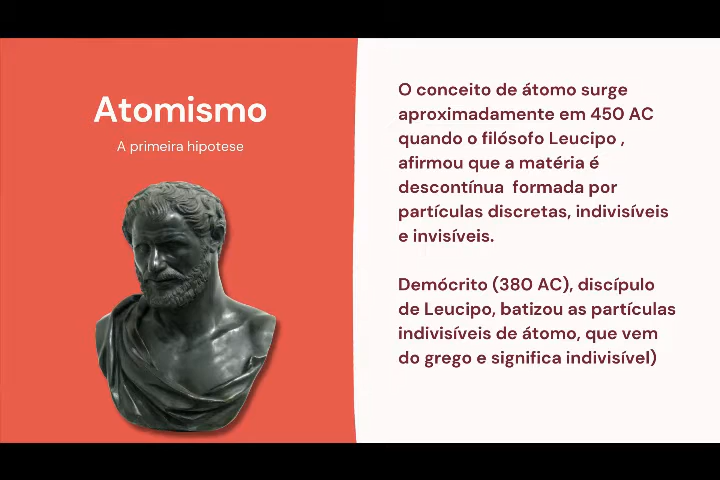 Atomismo
A primeira hipotese
O conceito de átomo surge
aproximadamente em 450 AC
quando o filósofo Leucipo ,
afirmou que a matéria é
descontínua  formada por
partículas discretas, indivisíveis
e invisíveis.
Demócrito (380 AC), discípulo
de Leucipo, batizou as partículas
indivisíveis de átomo, que vem
do grego e significa indivisível)